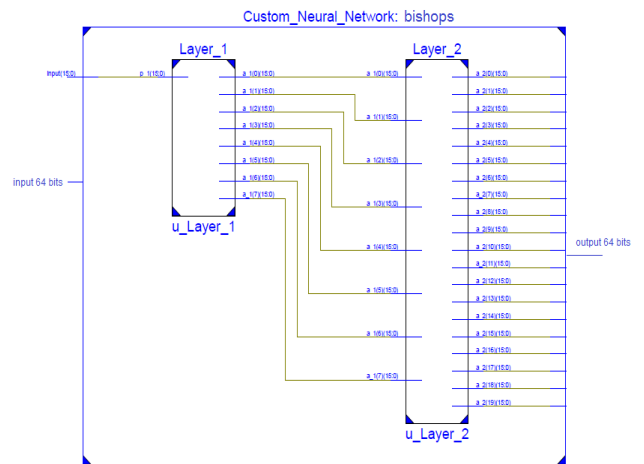 Custom_Neural_Network: bishops
Layer_1
Layer_2
Input(15:0)
p_1(15:0)
a_1(0)(15:0)
a_1(1)(15:0)
a_1(2)(15:0)
a_1(3)(15:0)
a_1(4)(15:0)
a_1(5)(15:0)
a_1(6)(15:0)
a_1(7)(15:0)
u_Layer_1
input 64 bits
a_1(0)(15:0)
a_1(1)(15:0)
a_1(2)(15:0)
a_1(3)(15:0)
a_1(4)(15:0)
a_1(5)(15:0)
a_1(6)(15:0)
a_1(7)(15:0)
a_2(0)(15:0)
a_2(1)(15:0)
a_2(2)(15:0)
a_2(3)(15:0)
a_2(4)(15:0)
a_2(5)(15:0)
a_2(6)(15:0)
a_2(7)(15:0)
a_2(8)(15:0)
a_2(9)(15:0)
a_2(10)(15:0)
a_2(11)(15:0)
a_2(12)(15:0)
a_2(13)(15:0)
a_2(14)(15:0)
a_2(15)(15:0)
a_2(16)(15:0)
a_2(17)(15:0)
a_2(18)(15:0)
a_2(19)(15:0)
output 64 bits
u_Layer_2